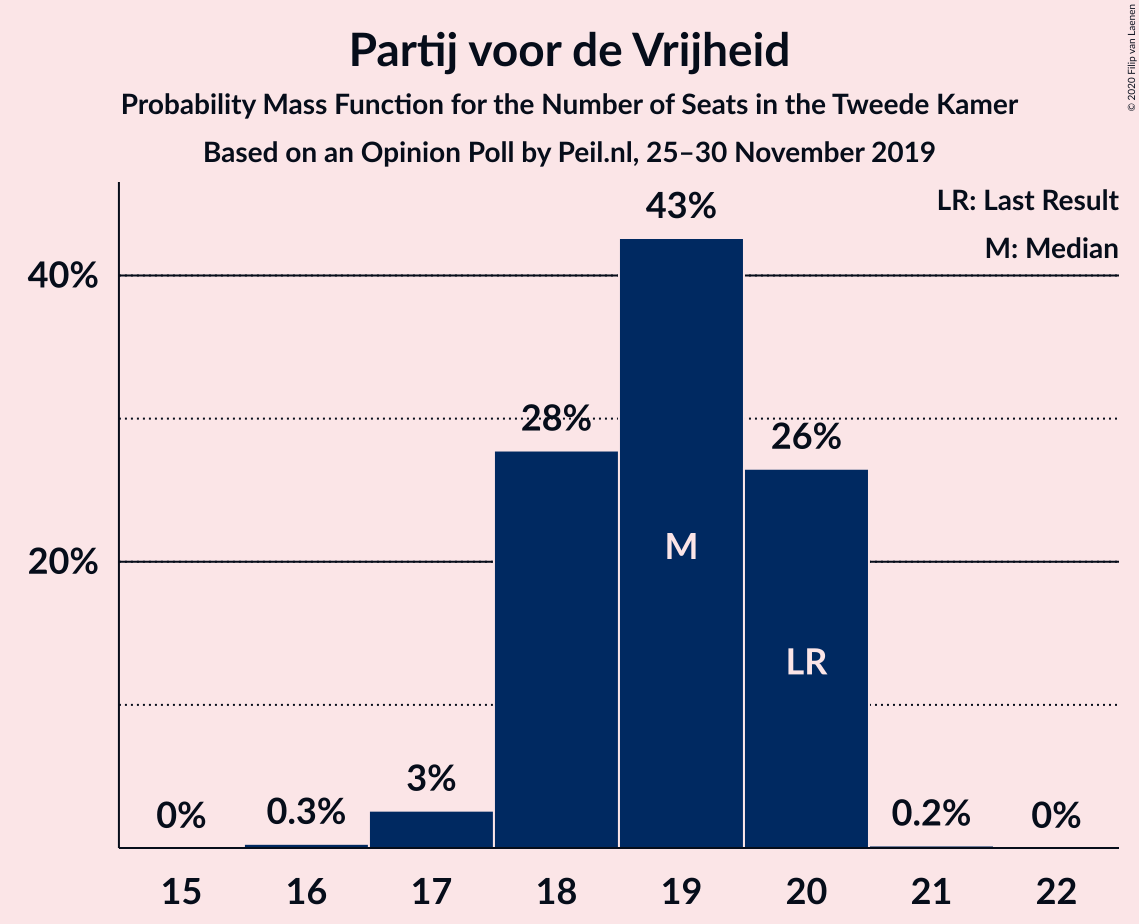 Partij voor de Vrijheid
Probability Mass Function for the Number of Seats in the Tweede Kamer
Based on an Opinion Poll by Peil.nl, 25–30 November 2019
© 2020 Filip van Laenen
LR: Last Result
M: Median
40%
20%
0%
0.3%
3%
28%
43%
26%
0.2%
0%
M
LR
15
16
17
18
19
20
21
22